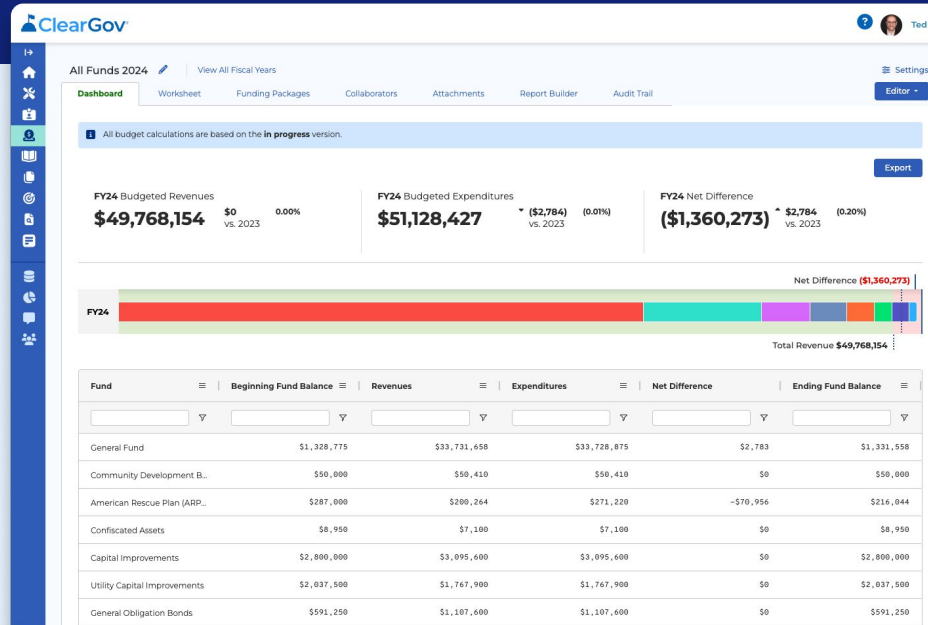 ClearGov
? Ted
All Funds 2024 View All Fiscal Years Settings
Dashboard Worksheet Funding Packages Collaborators Attachments Report Builder Audit Trail Editor
All budget calculations are based on the in progress version.
Export
FY24 Budgeted Revenues FY24 Budgeted Expenditures FY24 Net Difference
$49,768,154 $0 0.00% $51,128,427 ($2,784) (0.01%) ($1,360,273) $2,784 (0.20%)
vs. 2023 vs. 2023 vs. 2023
Net Difference ($1,360,273)
FY24
Total Revenue $49,768,154
Fund Beginning Fund Balance Revenues Expenditures Net Difference Ending Fund Balance
General Fund $1,328,775 $33,731,658 $33,728,875 $2,783 $1,331,558
Community Development B... $50,000 $50,410 $50,410 $0 $50,000
American Rescue Plan (ARP... $287,000 $200,264 $271,220 -$70,956 $216,044
Confiscated Assets $8,950 $7,100 $7,100 $0 $8,950
Capital Improvements $2,800,000 $3,095,600 $3,095,600 $0 $2,800,000
Utility Capital Improvements $2,037,500 $1,767,900 $1,767,900 $0 $2,037,500
General Obligation Bonds $591,250 $1,107,600 $1,107,600 $0 $591,250